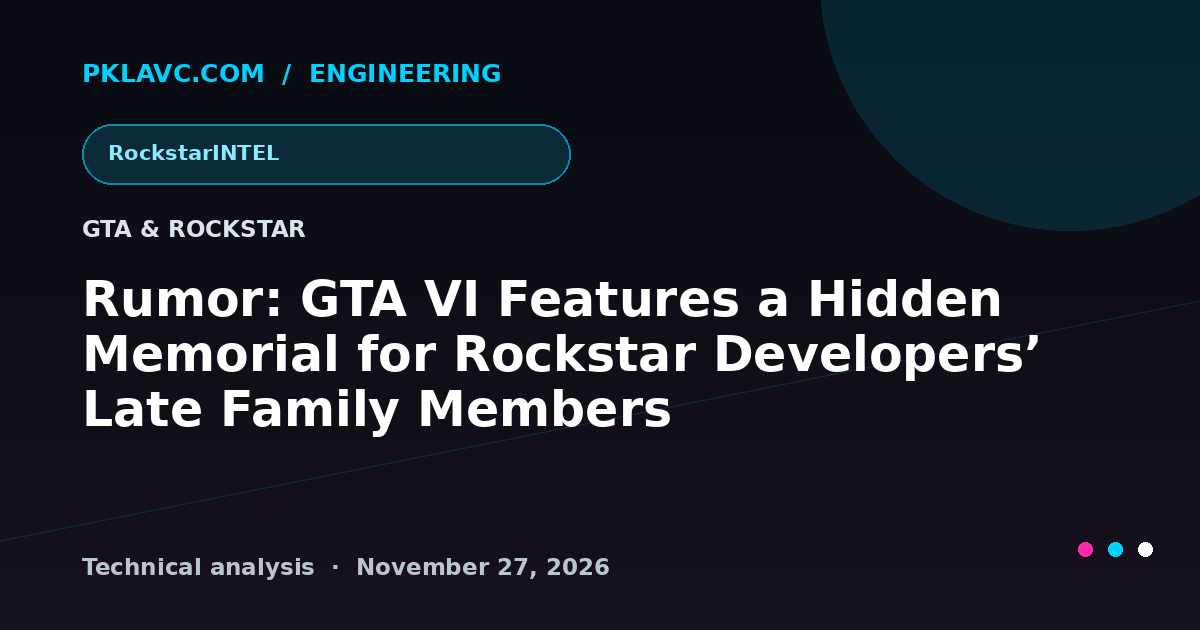 PKLAVC.COM / ENGINEERING
RockstarINTEL
GTA & ROCKSTAR
Rumor: GTA VI Features a Hidden
Memorial for Rockstar Developers’
Late Family Members
Technical analysis · November 27, 2026